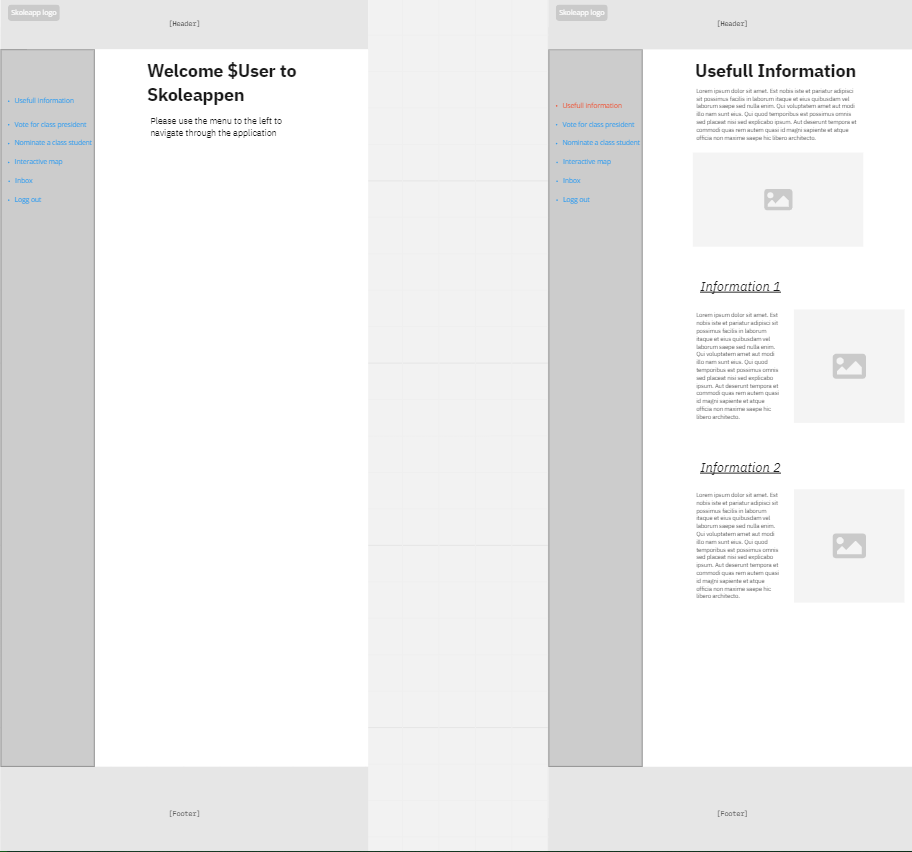 Skoleapp logo
[Header]
• Usefull information
• Vote for class president
• Nominate a class student
• Interactive map
• Inbox
• Logg out
Welcome $User to
Skoleappen
Please use the menu to the left to
navigate through the application
[Footer]
Skoleapp logo
[Header]
• Usefull information
• Vote for class president
• Nominate a class student
• Interactive map
• Inbox
• Logg out
Usefull Information
Lorem ipsum dolor sit amet. Est nobis iste et pariatur adipisci
sit possimus facilis in laborum itaque et eius quibusdam vel
laborum saepe sed nulla enim. Qui voluptatem amet aut modi
illo nem sunt eius. Qui quod temporibus est possimus omnis
sed placeat nisi sed explicabo ipsum. Aut deserunt tempora et
commodi quas rem autem quasi id magni sapiente et atque
officia non maxime saepe hic libero architecto.
Information 1
Lorem ipsum dolor sit amet. Est
nobis iste et pariatur adipisci sit
possimus facilis in laborum
itaque et eius quibusdam vel
laborum saepe sed nulla enim.
Qui voluptatem amet aut modi
illo nem sunt eius. Qui quod
temporibus est possimus omnis
sed placeat nisi sed explicabo
ipsum. Aut deserunt tempora et
commodi quas rem autem quasi
id magni sapiente et atque
officia non maxime saepe hic
libero architecto.
Information 2
Lorem ipsum dolor sit amet. Est
nobis iste et pariatur adipisci sit
possimus facilis in laborum
itaque et eius quibusdam vel
laborum saepe sed nulla enim.
Qui voluptatem amet aut modi
illo nem sunt eius. Qui quod
temporibus est possimus omnis
sed placeat nisi sed explicabo
ipsum. Aut deserunt tempora et
commodi quas rem autem quasi
id magni sapiente et atque
officia non maxime saepe hic
libero architecto.
[Footer]